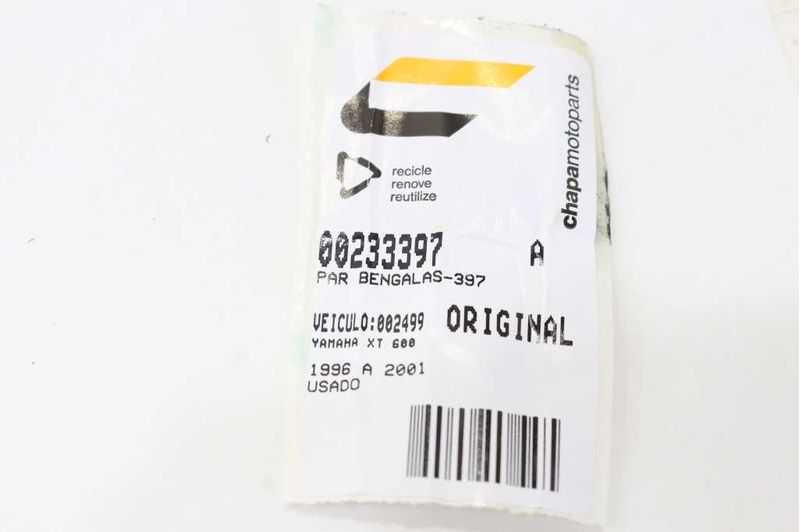 chapamotoparts
recicle
renove
reutilize
00233397 A
PAR BENGALAS-397
VEICULO:002499 ORIGINAL
YAMAHA XT 600
1996 A 2001
USADO